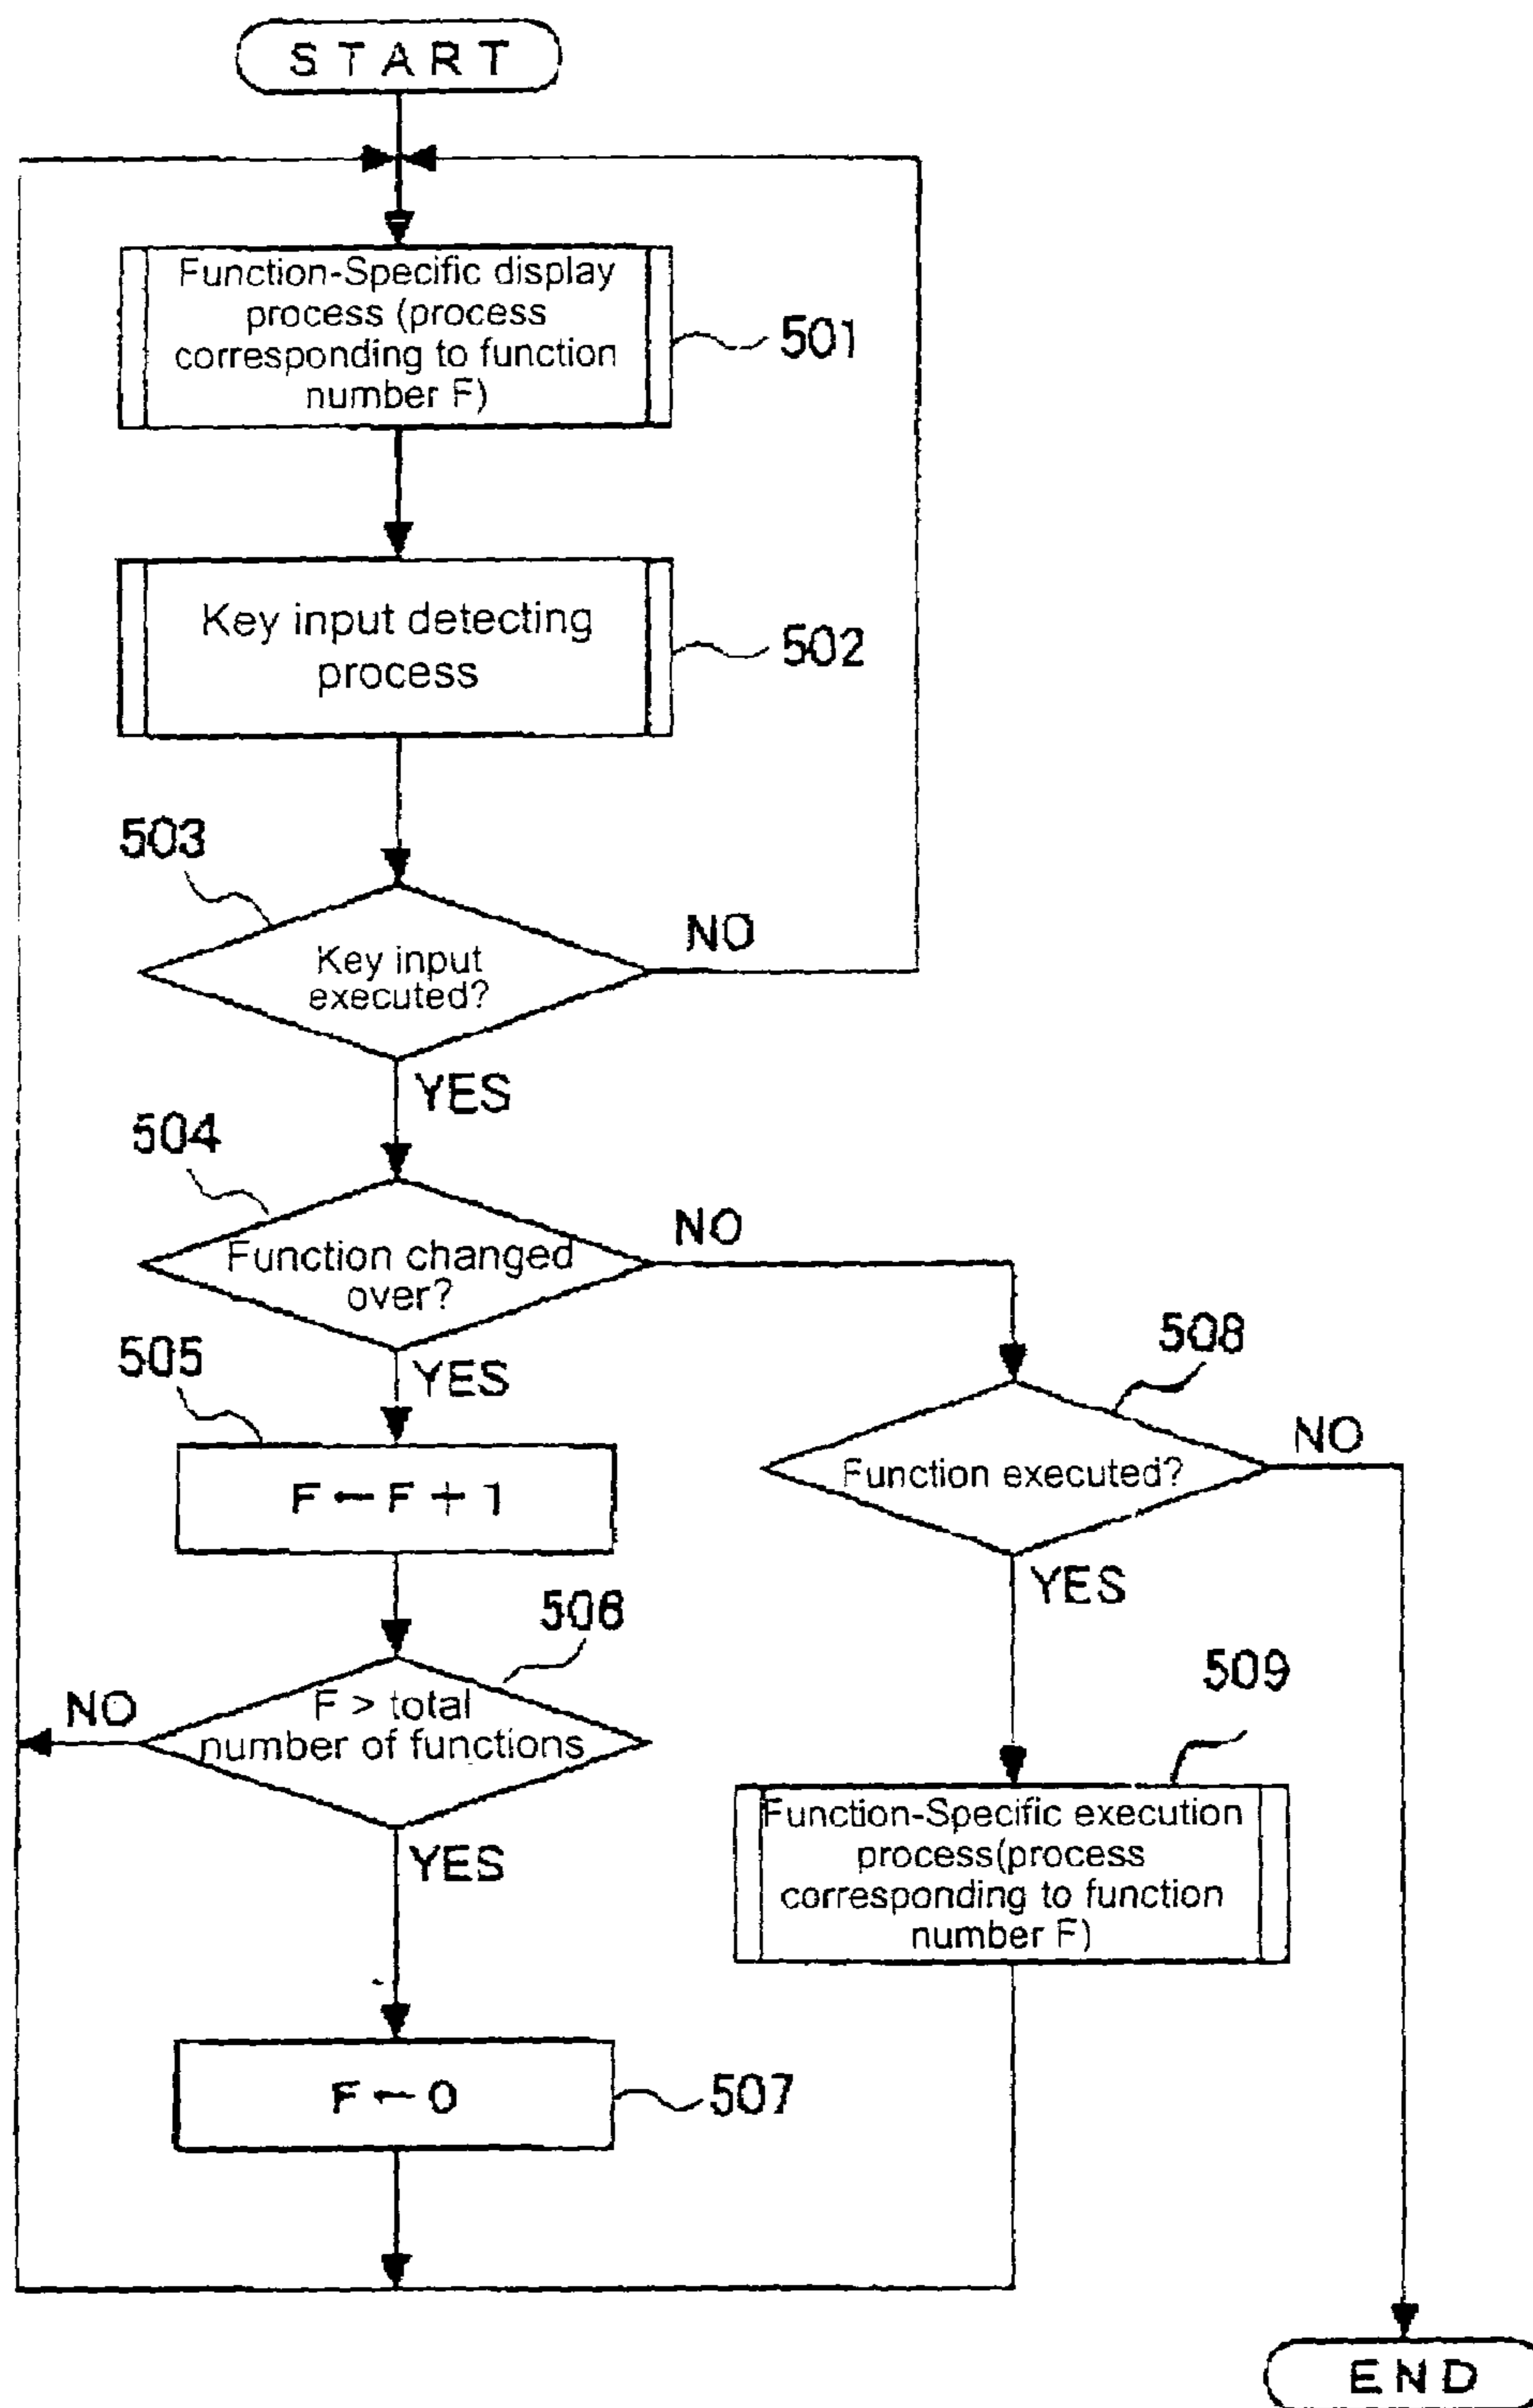 START
Function-Specific display
process (process
corresponding to function
number F)
501
Key input detecting
process
502
503
Key input
executed?
NO
YES
504
Function changed
over?
NO
YES
505
F ← F + 1
506
F > total
number of functions
NO
YES
F ← 0
507
508
Function executed?
NO
YES
509
Function-Specific execution
process(process
corresponding to function
number F)
END